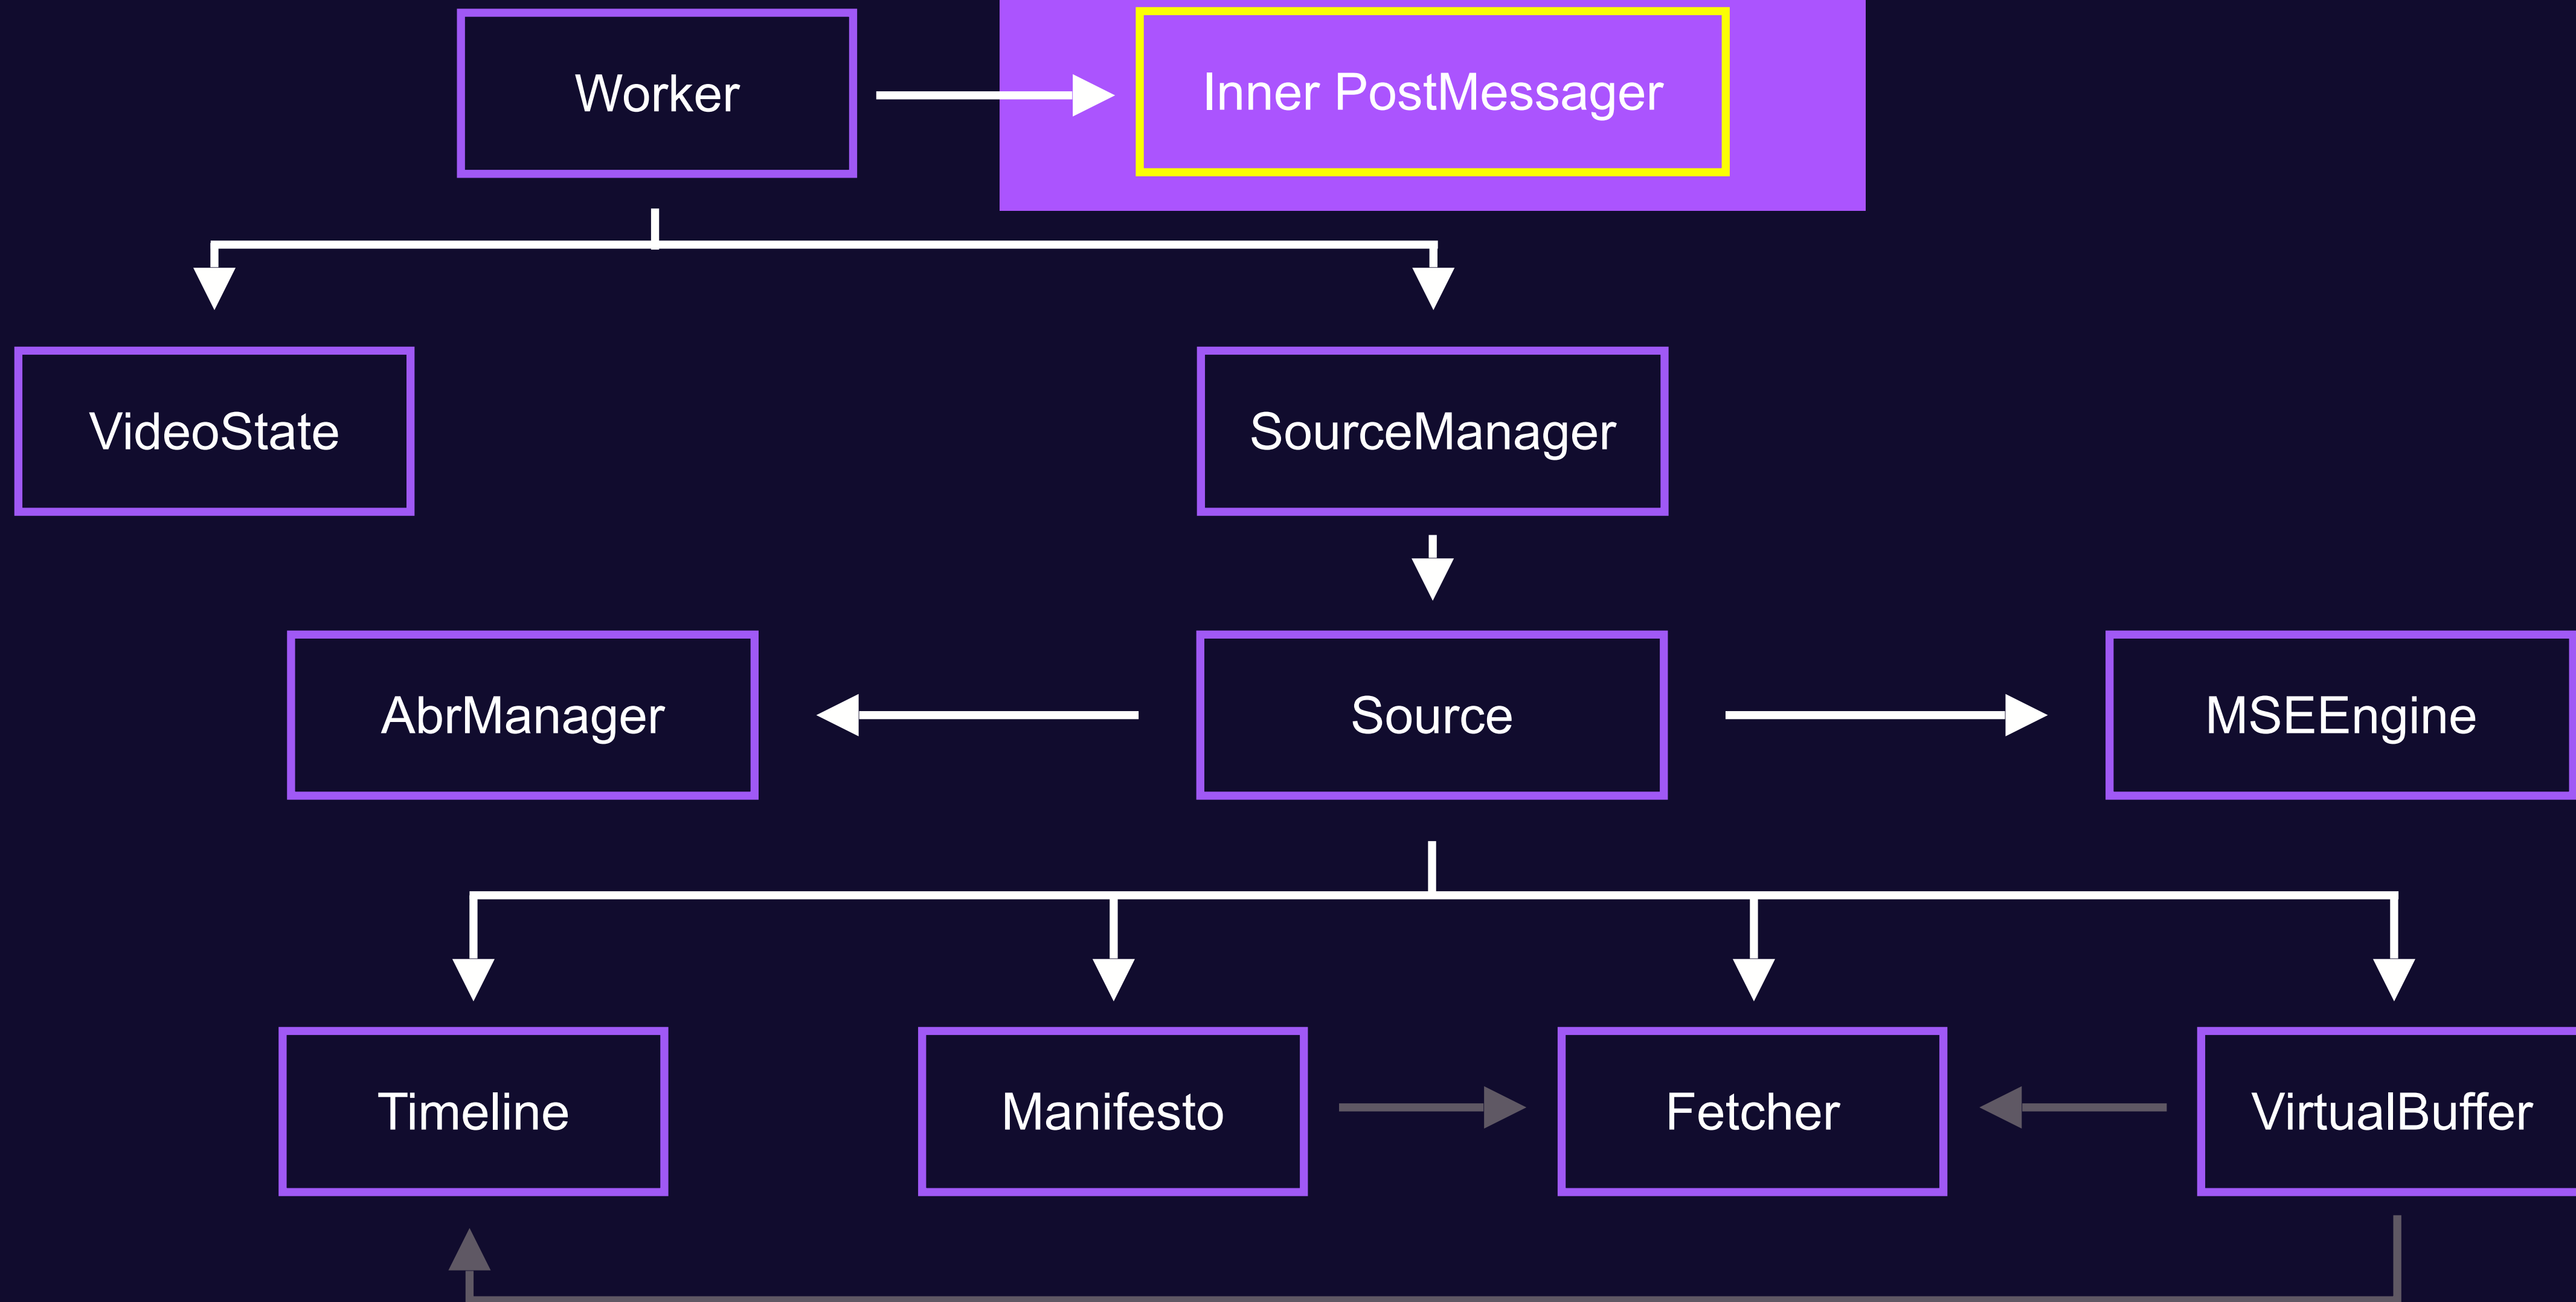 Worker
Inner PostMessager
VideoState
SourceManager
AbrManager
Source
MSEEngine
Timeline
Manifesto
Fetcher
VirtualBuffer